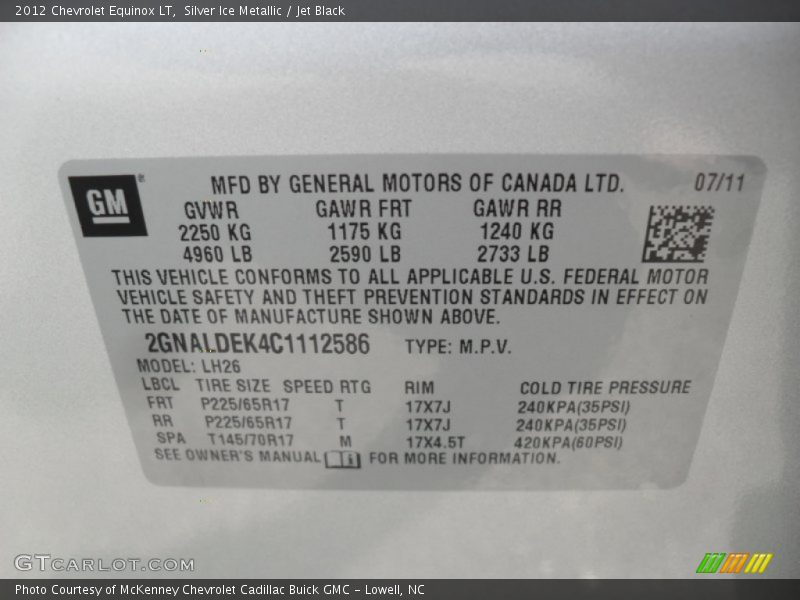 2012 Chevrolet Equinox LT, Silver Ice Metallic / Jet Black
GM®
MFD BY GENERAL MOTORS OF CANADA LTD. 07/11
GVWR GAWR FRT GAWR RR
2250 KG 1175 KG 1240 KG
4960 LB 2590 LB 2733 LB
THIS VEHICLE CONFORMS TO ALL APPLICABLE U.S. FEDERAL MOTOR
VEHICLE SAFETY AND THEFT PREVENTION STANDARDS IN EFFECT ON
THE DATE OF MANUFACTURE SHOWN ABOVE.
2GNALDEK4C1112586 TYPE: M.P.V.
MODEL: LH26
LBCL TIRE SIZE SPEED RTG RIM COLD TIRE PRESSURE
FRT P225/65R17 T 17X7J 240KPA(35PSI)
RR P225/65R17 T 17X7J 240KPA(35PSI)
SPA T145/70R17 M 17X4.5T 420KPA(60PSI)
SEE OWNER'S MANUAL FOR MORE INFORMATION.
GTCARLOT.COM
Photo Courtesy of McKenney Chevrolet Cadillac Buick GMC - Lowell, NC